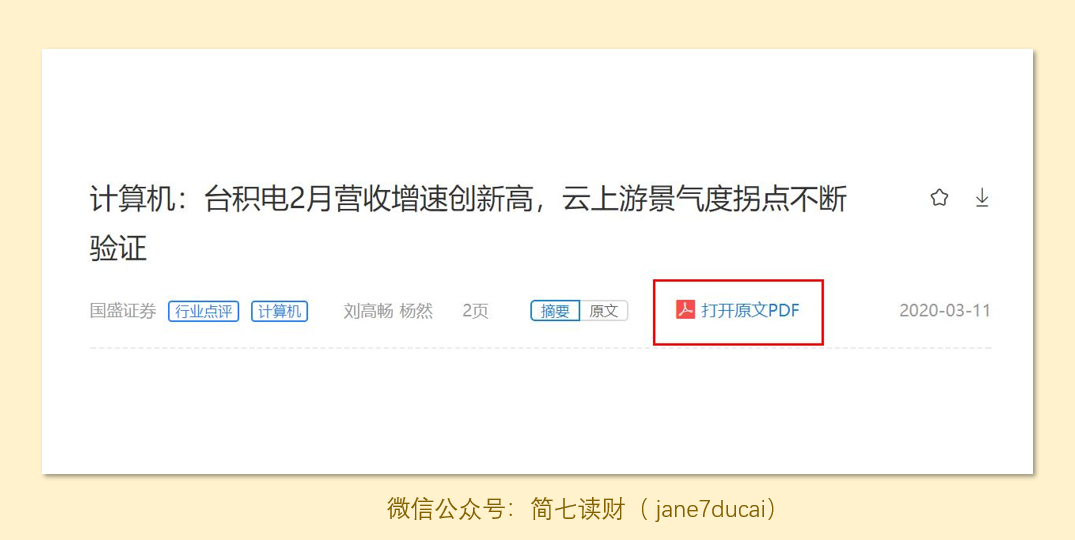 计算机：台积电2月营收增速创新高，云上游景气度拐点不断
验证
国盛证券 行业点评 计算机 刘高畅 杨然 2页 摘要 原文 打开原文PDF 2020-03-11
微信公众号：简七读财（jane7ducai）